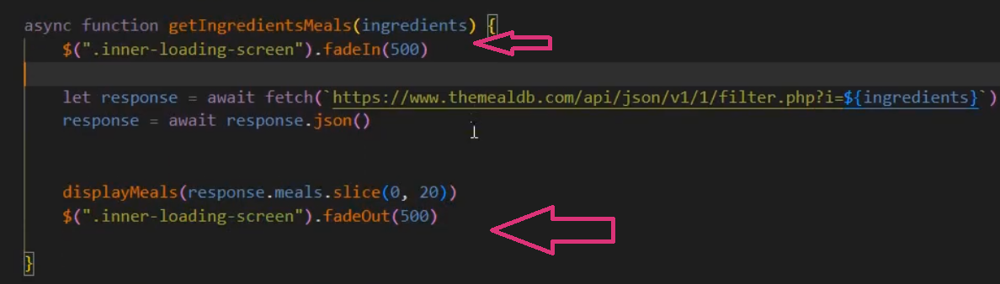 async function getIngredientsMeals(ingredients) {
$(".inner-loading-screen").fadeIn(500)
let response = await fetch(`https://www.themealdb.com/api/json/v1/1/filter.php?i=${ingredients}`)
response = await response.json()
displayMeals(response.meals.slice(0, 20))
$(".inner-loading-screen").fadeOut(500)
}